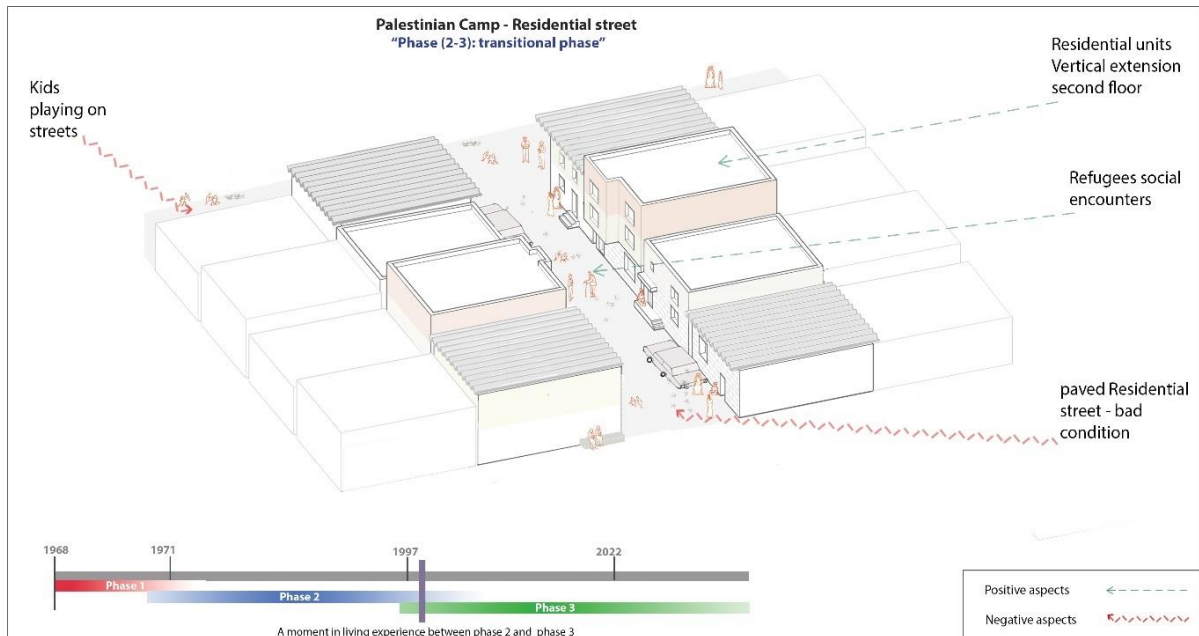 Palestinian Camp - Residential street
"Phase (2-3): transitional phase"
Kids
playing on
streets
Residential units
Vertical extension
second floor
Refugees social
encounters
paved Residential
street - bad
condition
1968
1971
1997
2022
Phase 1
Phase 2
Phase 3
A moment in living experience between phase 2 and phase 3
Positive aspects
Negative aspects